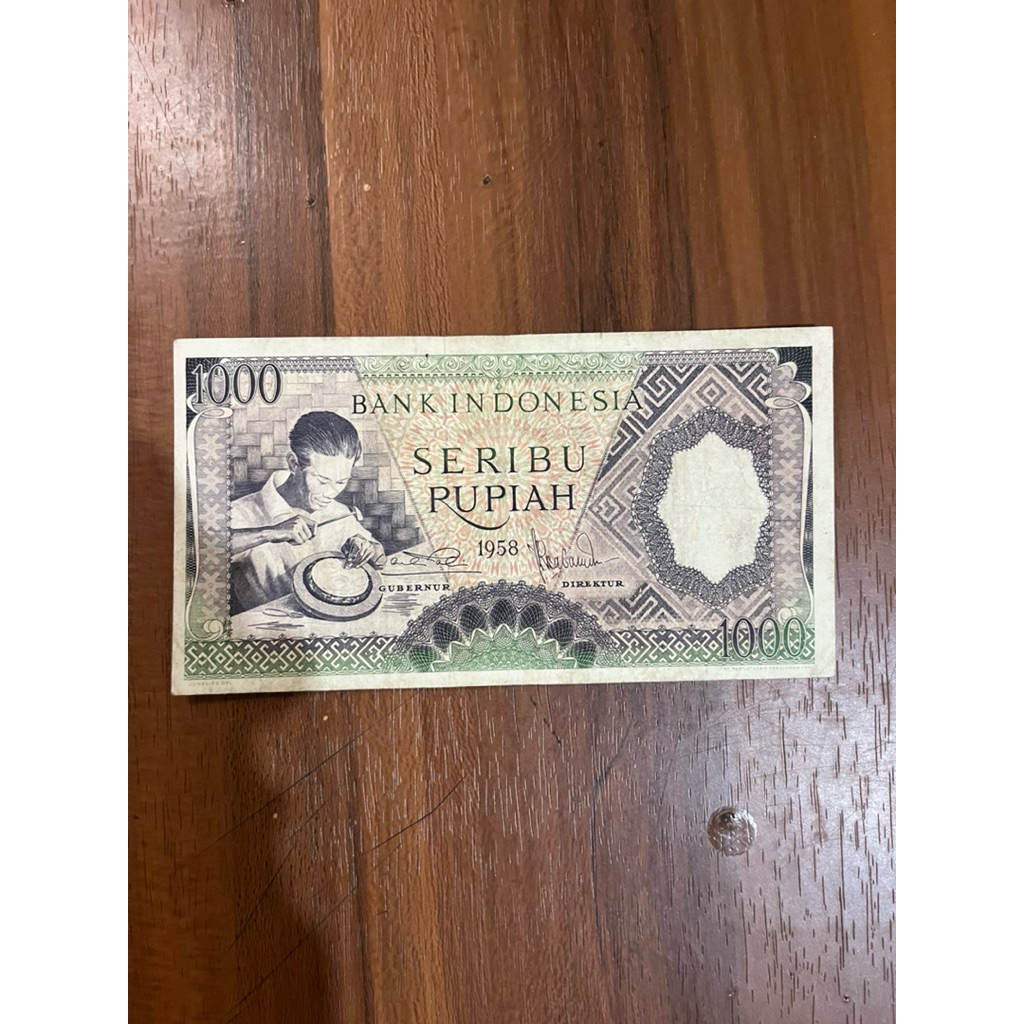 1000
BANK INDONESIA
SERIBU
RUPIAH
1958
GUBERNUR
DIREKTUR
1000